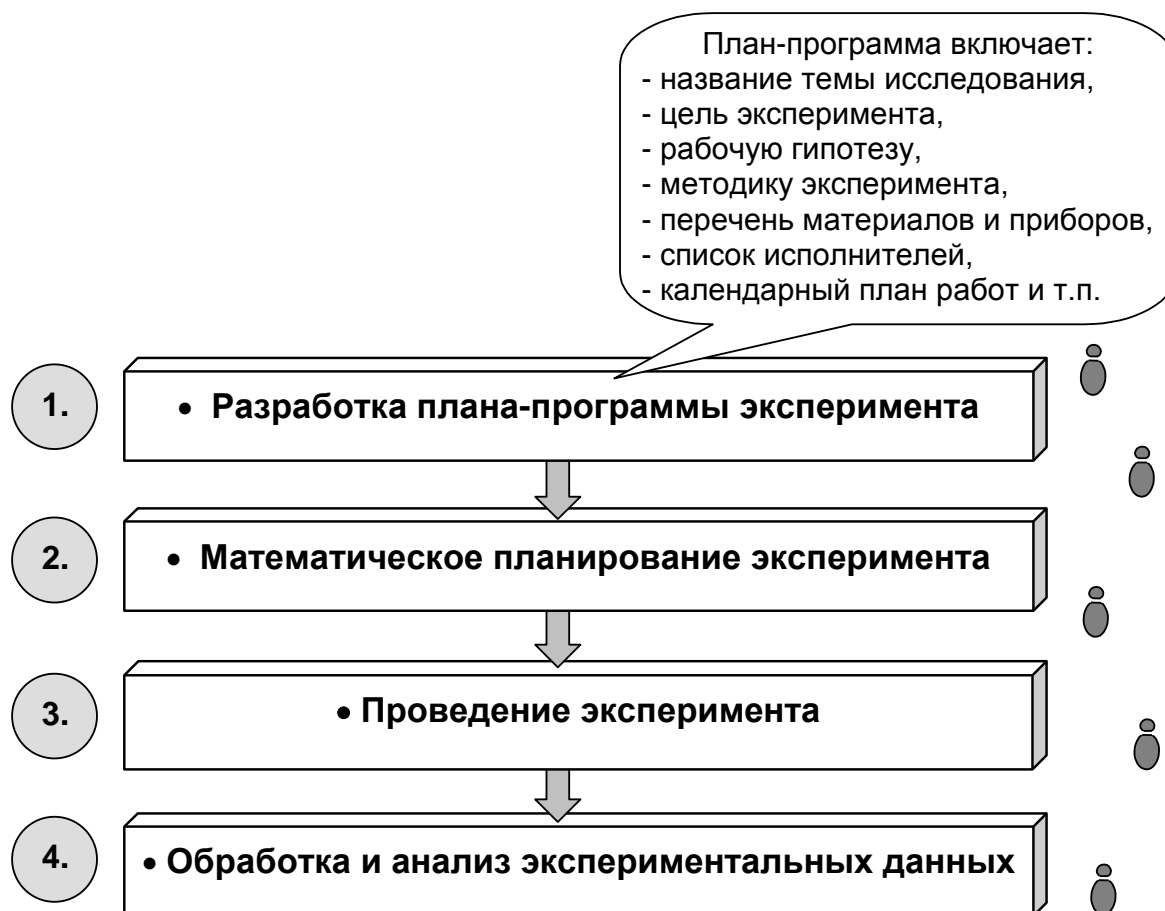 План-программа включает:
- название темы исследования,
- цель эксперимента,
- рабочую гипотезу,
- методику эксперимента,
- перечень материалов и приборов,
- список исполнителей,
- календарный план работ и т.п.
1.
• Разработка плана-программы эксперимента
2.
• Математическое планирование эксперимента
3.
• Проведение эксперимента
4.
• Обработка и анализ экспериментальных данных